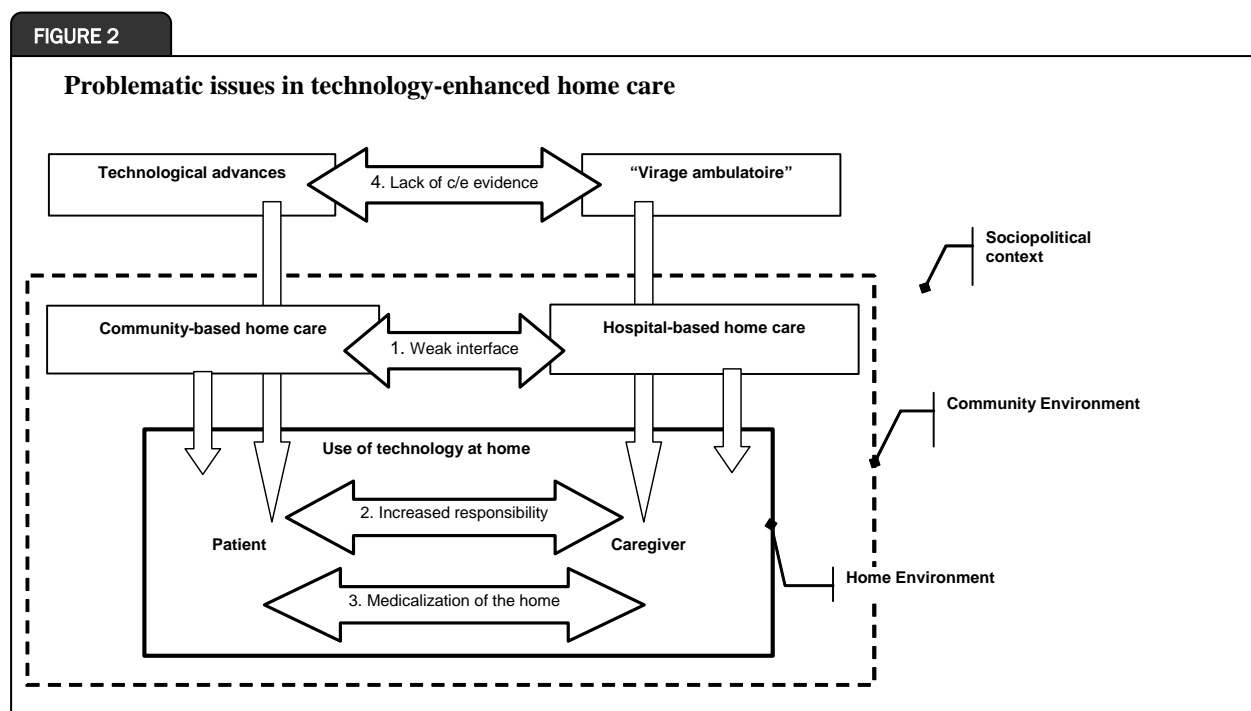 FIGURE 2
Problematic issues in technology-enhanced home care
Technological advances
4. Lack of c/e evidence
“Virage ambulatoire”
Sociopolitical
context
Community-based home care
1. Weak interface
Hospital-based home care
Community Environment
Use of technology at home
2. Increased responsibility
Patient
Caregiver
Home Environment
3. Medicalization of the home